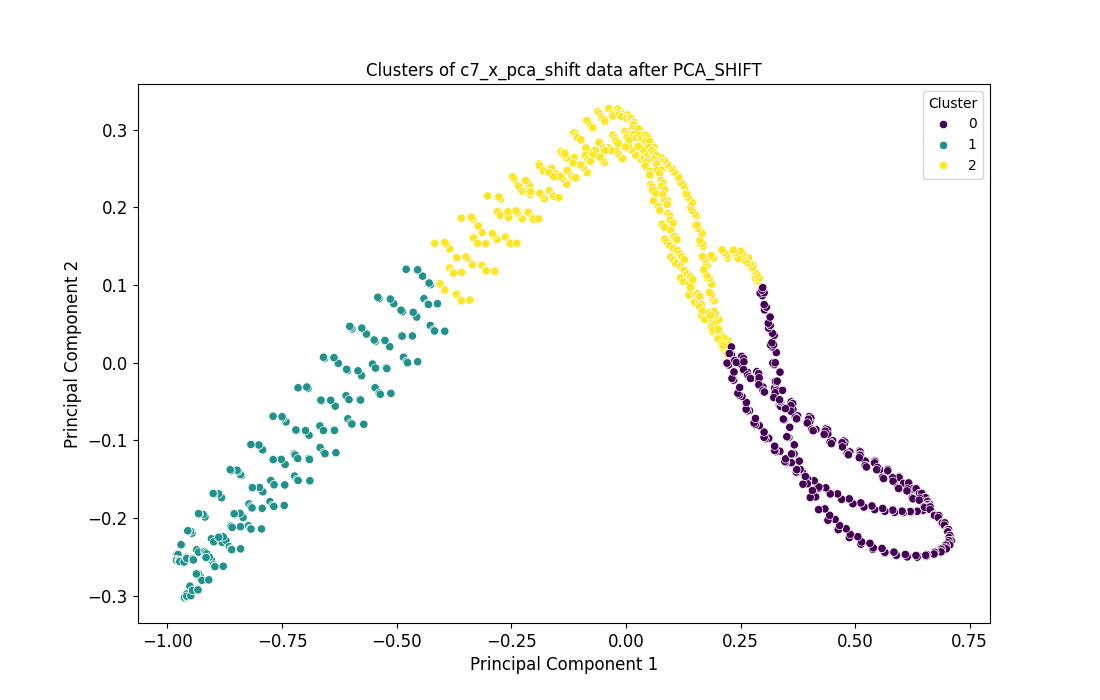 Clusters of c7_x_pca_shift data after PCA_SHIFT
Cluster
0
1
2
0.3
0.2
0.1
0.0
−0.1
−0.2
−0.3
Principal Component 2
−1.00 −0.75 −0.50 −0.25 0.00 0.25 0.50 0.75
Principal Component 1